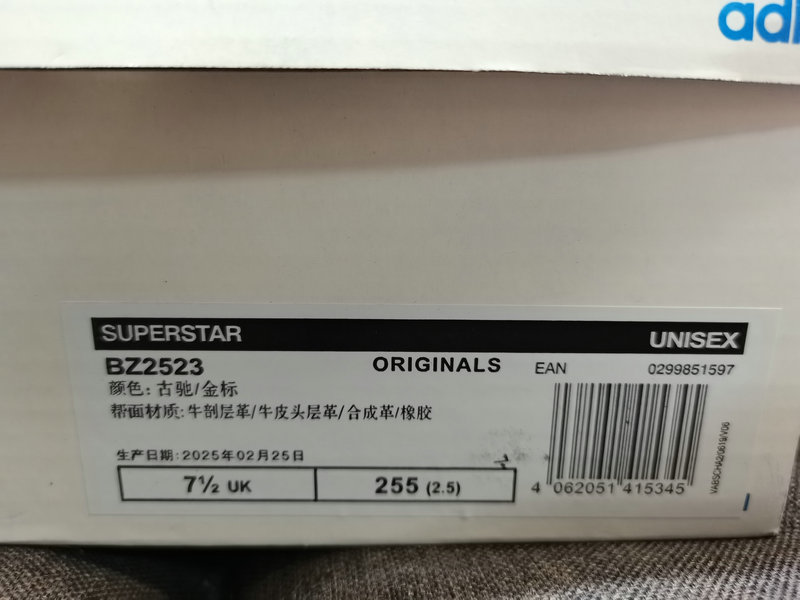 adi
SUPERSTAR
UNISEX
BZ2523
ORIGINALS
EAN
0299851597
颜色: 古驰/金标
帮面材质: 牛剖层革/牛皮头层革/合成革/橡胶
生产日期: 2025年02月25日
7½ UK
255 (2.5)
4 062051 415345